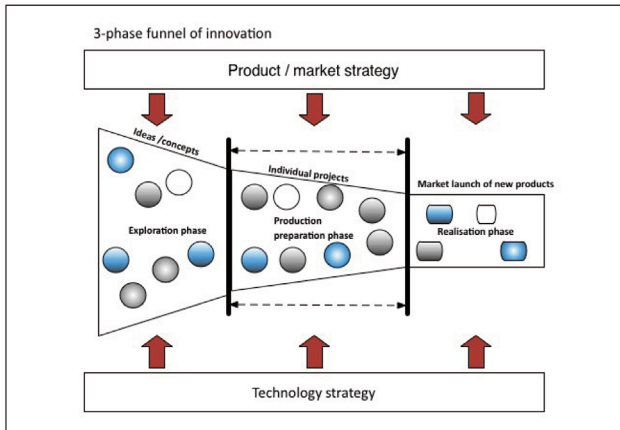 3-phase funnel of innovation
Product / market strategy
Ideas /concepts
Individual projects
Market launch of new products
Exploration phase
Production
preparation phase
Realisation phase
Technology strategy